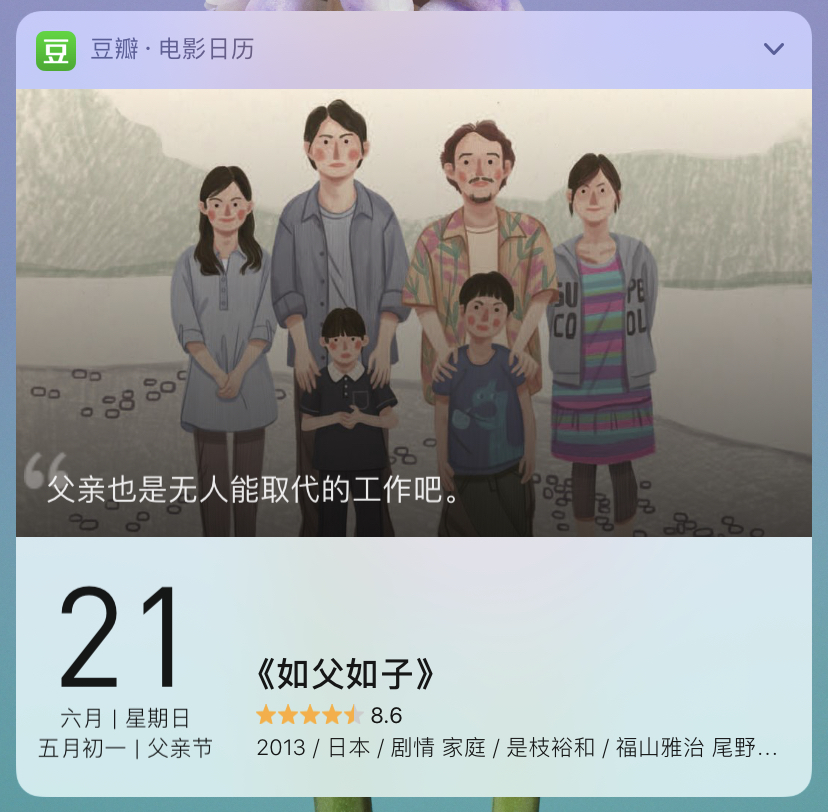 豆 豆瓣 · 电影日历
GU PE
CO OL
“父亲也是无人能取代的工作吧。
21
六月 | 星期日
五月初一 | 父亲节
《如父如子》
8.6
2013 / 日本 / 剧情 家庭 / 是枝裕和 / 福山雅治 尾野…